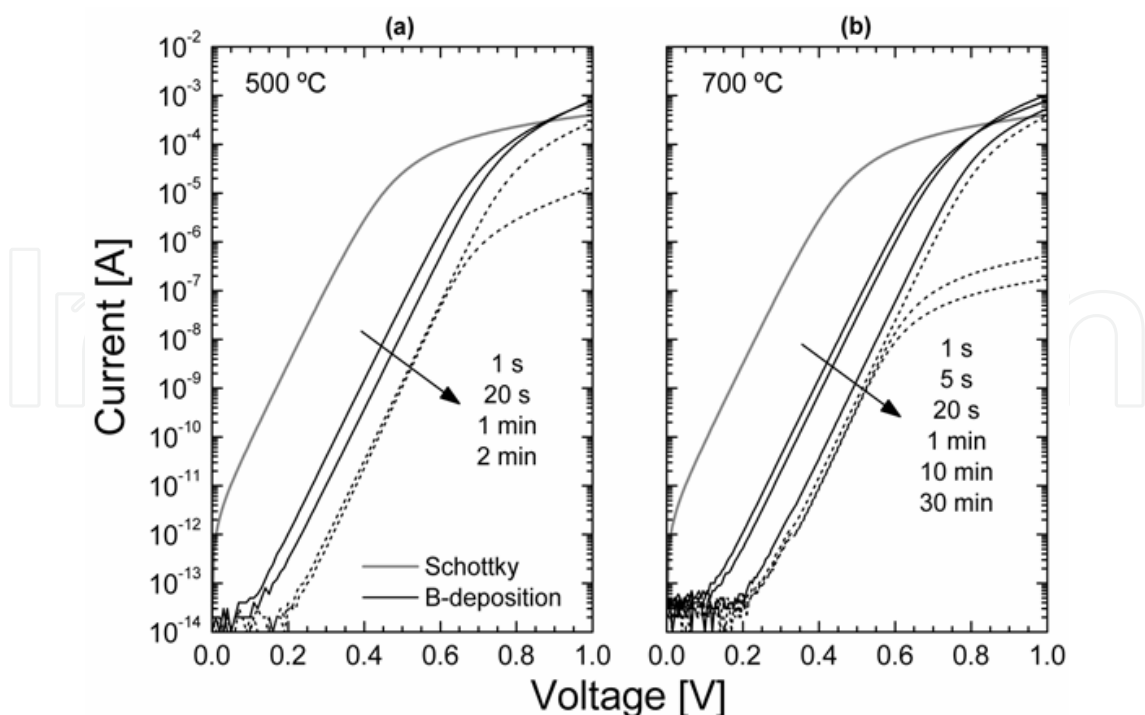 (a)
500 ºC
10-2
10-3
10-4
10-5
10-6
10-7
10-8
10-9
10-10
10-11
10-12
10-13
10-14
Current [A]
1 s
20 s
1 min
2 min
Schottky
B-deposition
0.0 0.2 0.4 0.6 0.8 1.0
(b)
700 ºC
1 s
5 s
20 s
1 min
10 min
30 min
0.0 0.2 0.4 0.6 0.8 1.0
Voltage [V]